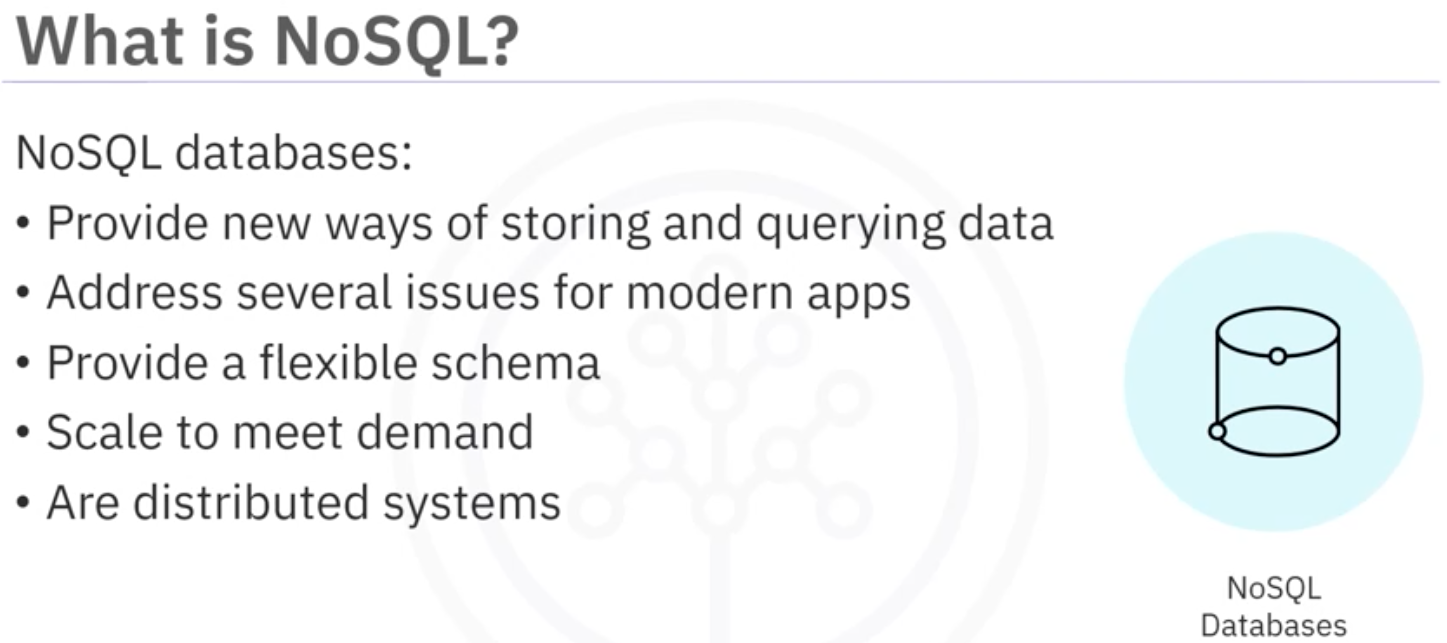 What is NoSQL?
NoSQL databases:
• Provide new ways of storing and querying data
• Address several issues for modern apps
• Provide a flexible schema
• Scale to meet demand
• Are distributed systems
NoSQL
Databases